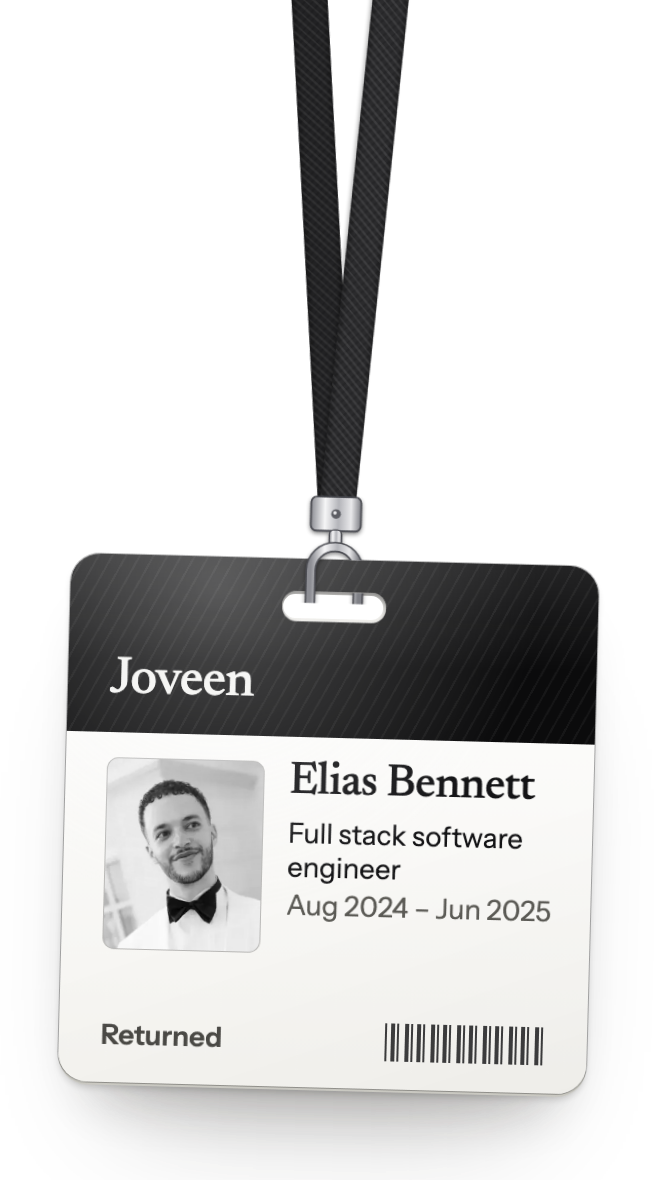 Joveen
Elias Bennett
Full stack software
engineer
Aug 2024 – Jun 2025
Returned